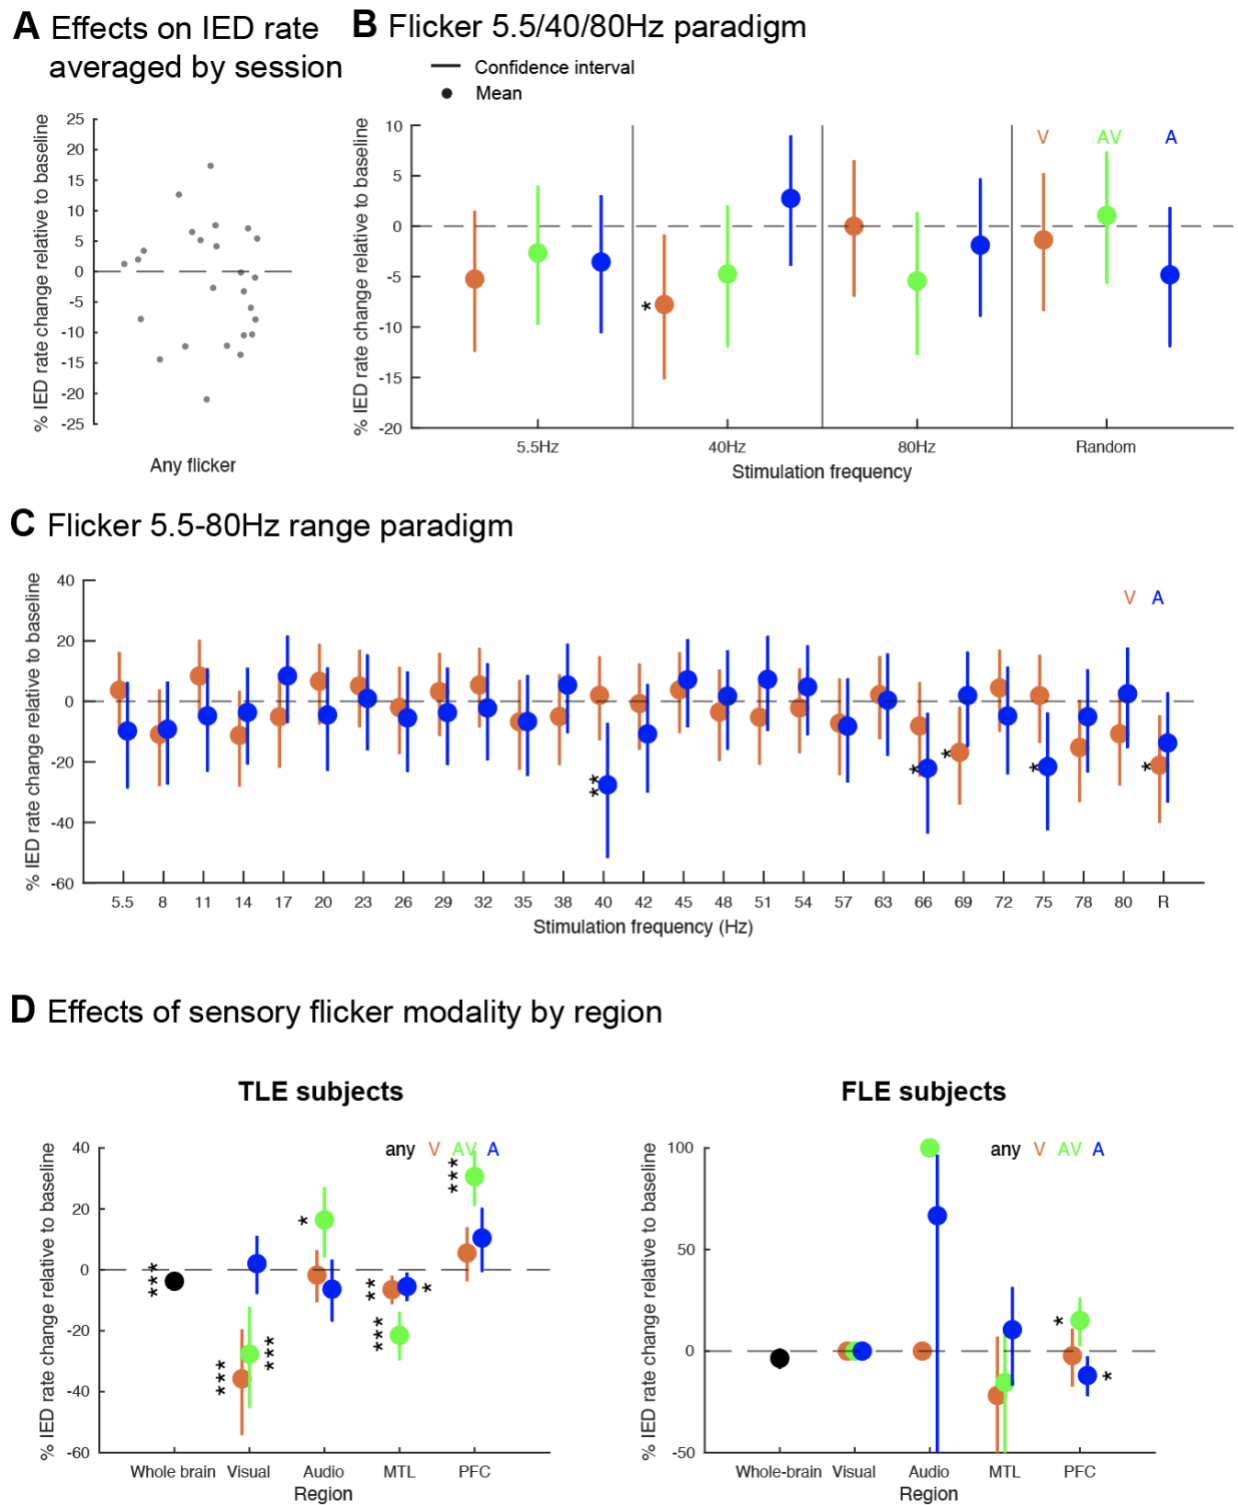 A Effects on IED rate
averaged by session
% IED rate change relative to baseline
25
20
15
10
5
0
-5
-10
-15
-20
-25
Any flicker
B Flicker 5.5/40/80Hz paradigm
Confidence interval
Mean
% IED rate change relative to baseline
10
5
0
-5
-10
-15
-20
V AV A
*
5.5Hz 40Hz 80Hz Random
Stimulation frequency
C Flicker 5.5-80Hz range paradigm
% IED rate change relative to baseline
40
20
0
-20
-40
-60
V A
** * * * *
5.5 8 11 14 17 20 23 26 29 32 35 38 40 42 45 48 51 54 57 63 66 69 72 75 78 80 R
Stimulation frequency (Hz)
D Effects of sensory flicker modality by region
TLE subjects
% IED rate change relative to baseline
40
20
0
-20
-40
-60
any V AV A
*** *** *** * ** *** * ***
Whole brain Visual Audio MTL PFC
Region
FLE subjects
% IED rate change relative to baseline
100
50
0
-50
any V AV A
* *
Whole-brain Visual Audio MTL PFC
Region